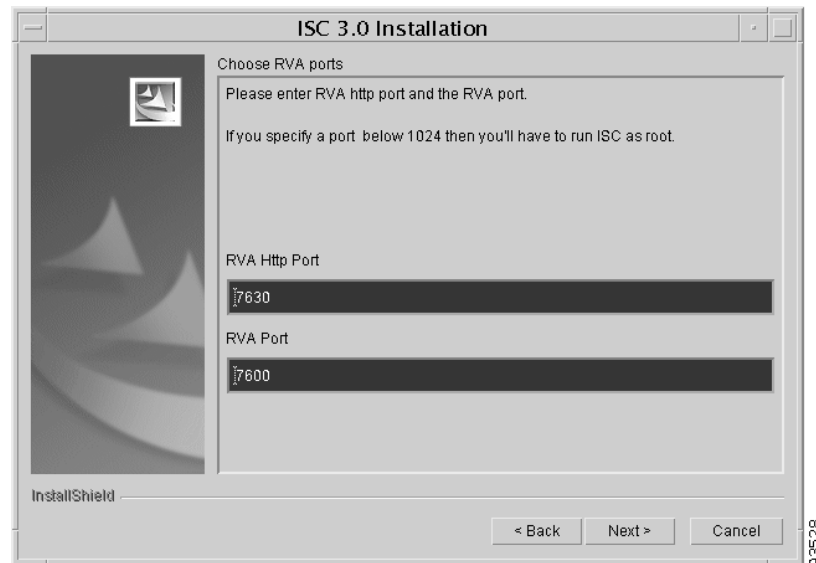 ISC 3.0 Installation
Choose RVA ports
Please enter RVA http port and the RVA port.
If you specify a port below 1024 then you'll have to run ISC as root.
RVA Http Port
7630
RVA Port
7600
InstallShield
< Back
Next >
Cancel